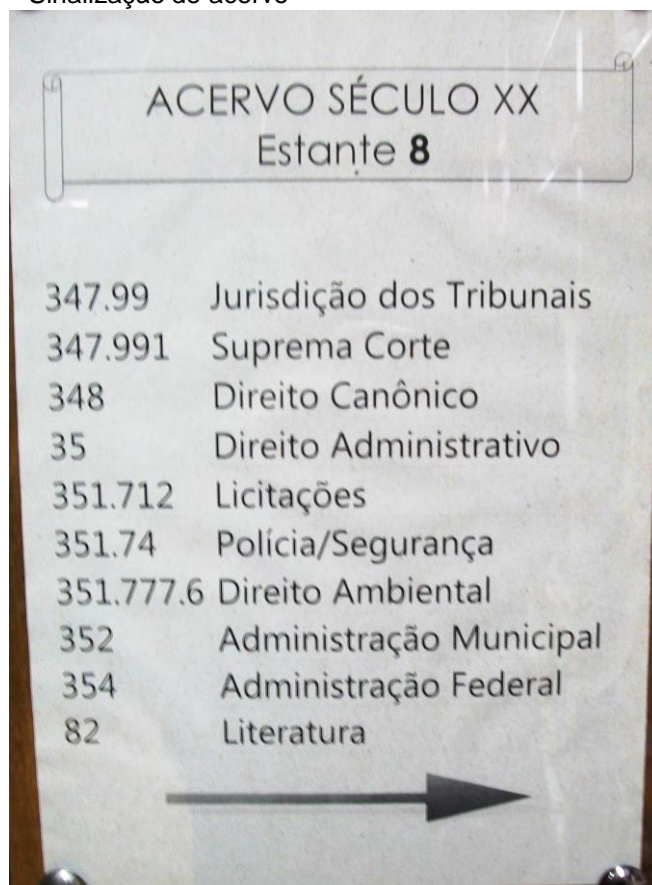 Sinalização do acervo
ACERVO SÉCULO XX
Estante 8
347.99 Jurisdição dos Tribunais
347.991 Suprema Corte
348 Direito Canônico
35 Direito Administrativo
351.712 Licitações
351.74 Polícia/Segurança
351.777.6 Direito Ambiental
352 Administração Municipal
354 Administração Federal
82 Literatura